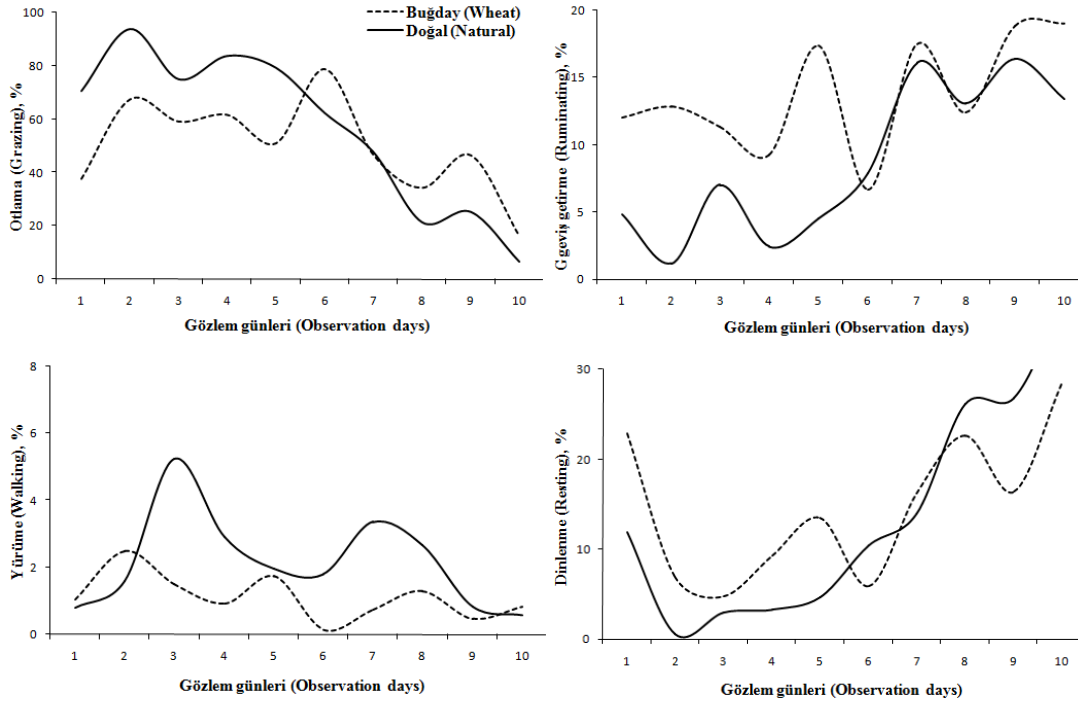 Buğday (Wheat)
Doğal (Natural)
Otlama (Grazing), %
100
80
60
40
20
0
1 2 3 4 5 6 7 8 9 10
Gözlem günleri (Observation days)
G geviş getirme (Ruminating), %
20
15
10
5
0
1 2 3 4 5 6 7 8 9 10
Gözlem günleri (Observation days)
Yürüme (Walking), %
8
6
4
2
0
1 2 3 4 5 6 7 8 9 10
Gözlem günleri (Observation days)
Dinlenme (Resting), %
30
20
10
0
1 2 3 4 5 6 7 8 9 10
Gözlem günleri (Observation days)